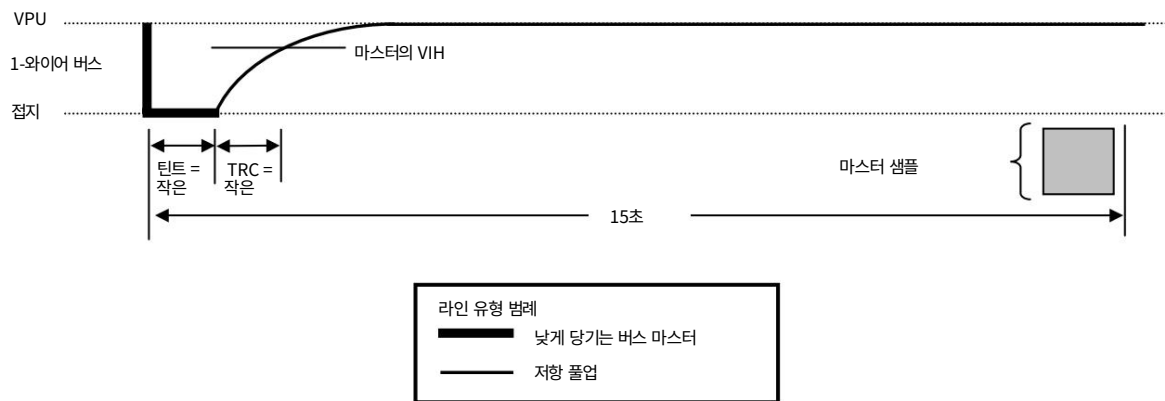 VPU
1-와이어 버스
마스터의 VIH
접지
틴트 =
작은
TRC =
작은
마스터 샘플
15초
라인 유형 범례
낮게 당기는 버스 마스터
저항 풀업